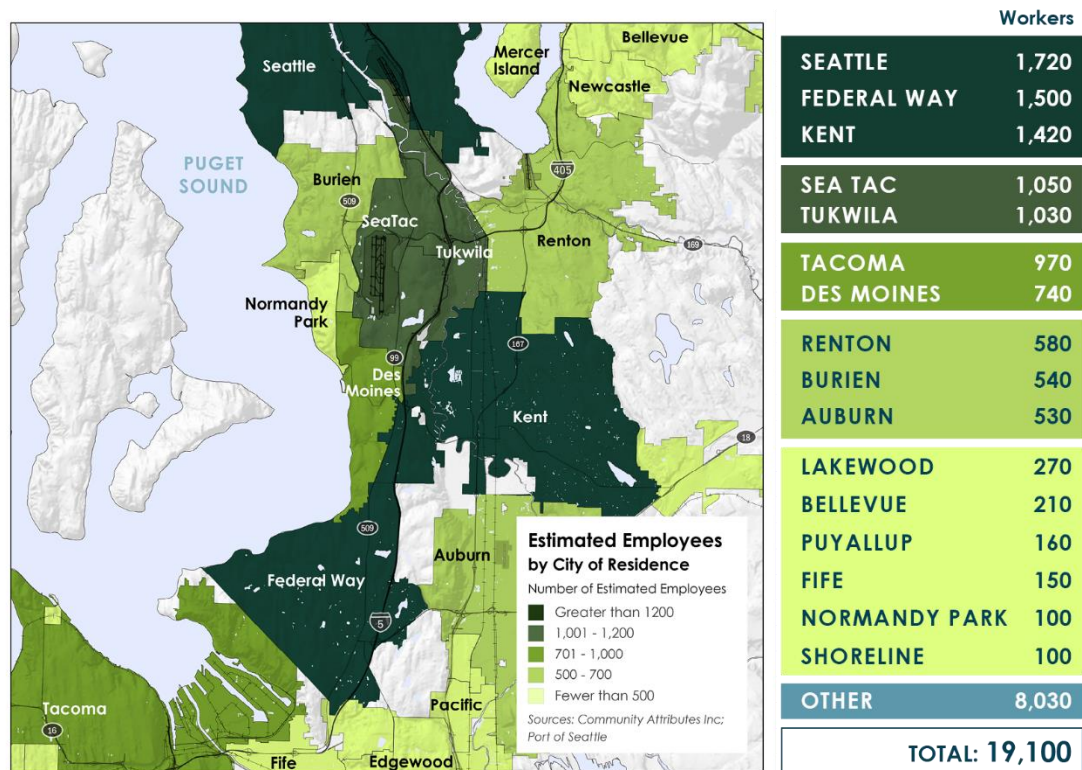 Seattle
Mercer
Island
Bellevue
Newcastle
PUGET
SOUND
Burien
405
509
SeaTac
Tukwila
Renton
169
Normandy
Park
99
Des
Moines
167
Kent
18
509
Federal Way
Auburn
5
Tacoma
16
Pacific
Fife
Edgewood
Estimated Employees
by City of Residence
Number of Estimated Employees
Greater than 1200
1,001 - 1,200
701 - 1,000
500 - 700
Fewer than 500
Sources: Community Attributes Inc;
Port of Seattle
Workers
SEATTLE 1,720
FEDERAL WAY 1,500
KENT 1,420
SEA TAC 1,050
TUKWILA 1,030
TACOMA 970
DES MOINES 740
RENTON 580
BURIEN 540
AUBURN 530
LAKEWOOD 270
BELLEVUE 210
PUYALLUP 160
FIFE 150
NORMANDY PARK 100
SHORELINE 100
OTHER 8,030
TOTAL: 19,100